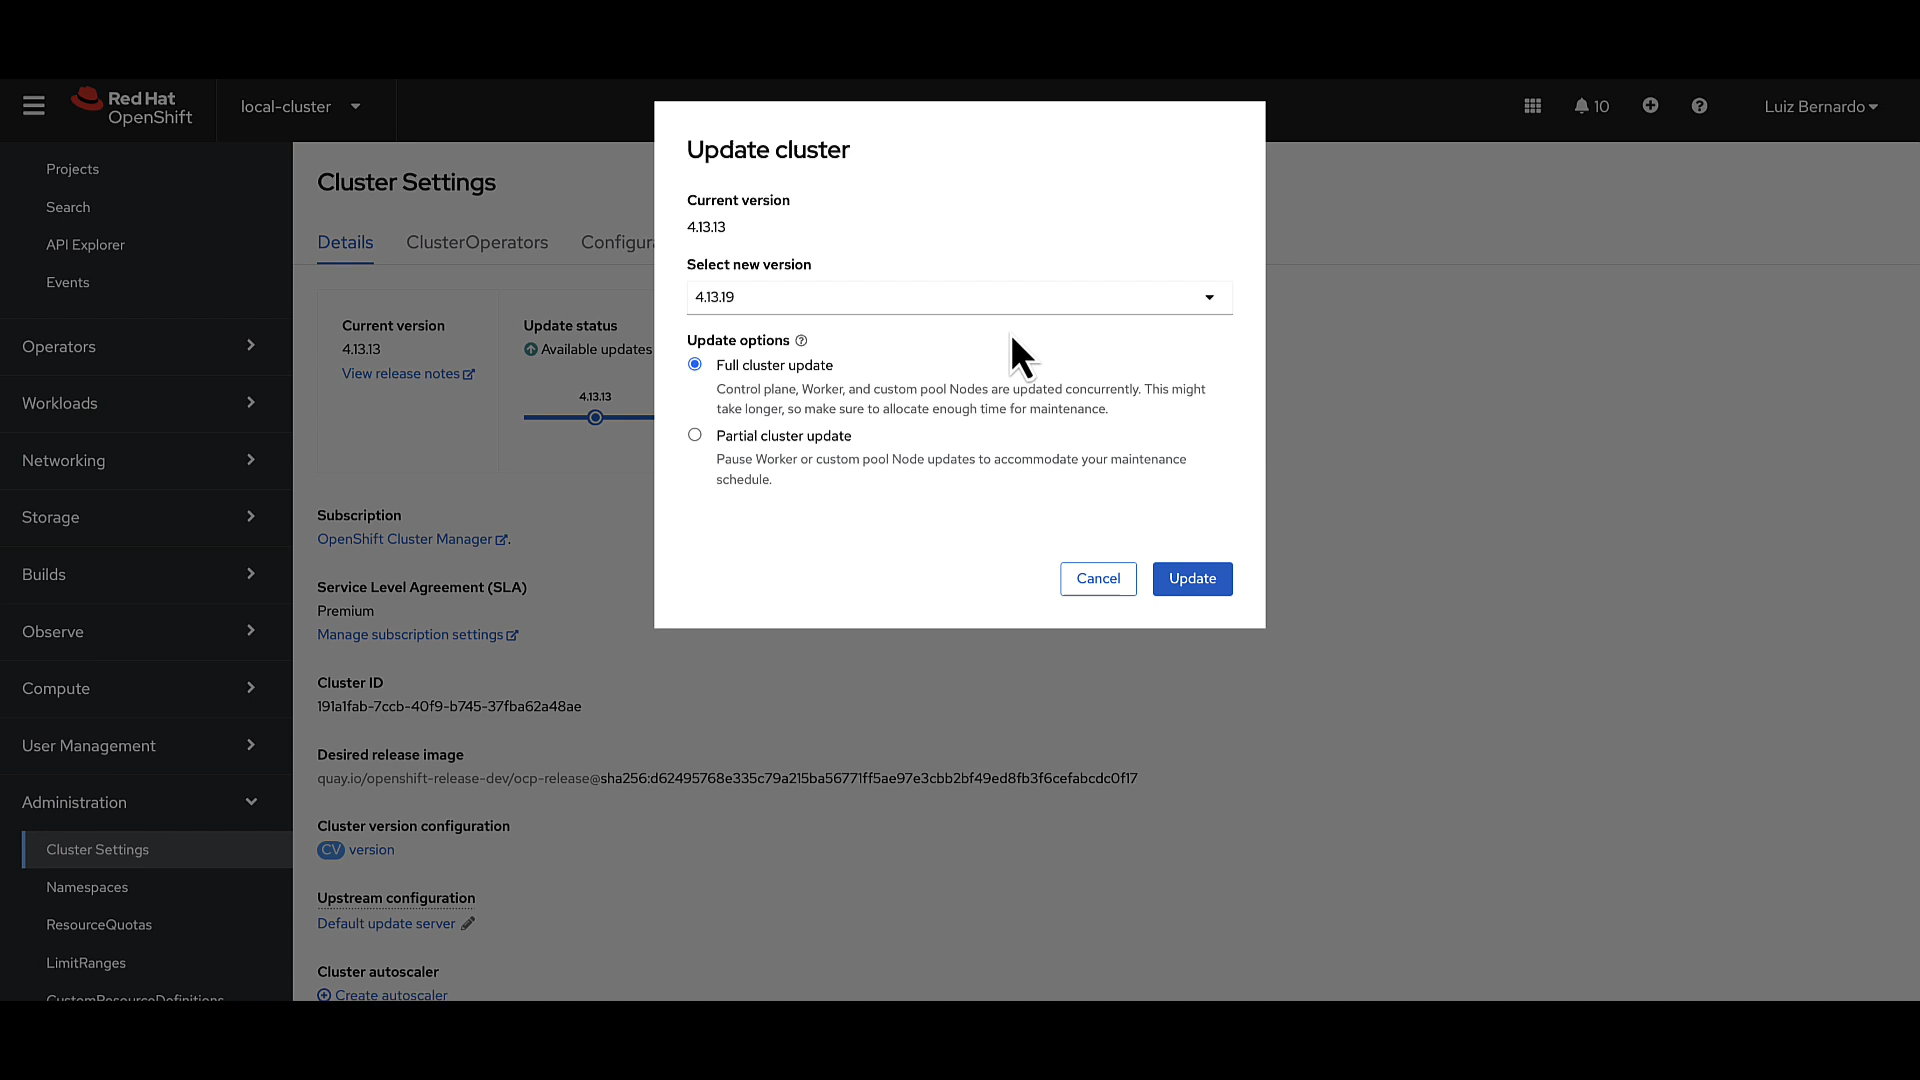 Red Hat
OpenShift
local-cluster
10
Luiz Bernardo
Projects
Search
API Explorer
Events
Operators
Workloads
Networking
Storage
Builds
Observe
Compute
User Management
Administration
Cluster Settings
Namespaces
ResourceQuotas
LimitRanges
CustomResourceDefinitions
Cluster Settings
Details ClusterOperators Configura
Current version
4.13.13
View release notes
Update status
Available updates
4.13.13
Subscription
OpenShift Cluster Manager.
Service Level Agreement (SLA)
Premium
Manage subscription settings
Cluster ID
191a1fab-7ccb-40f9-b745-37fba62a48ae
Desired release image
quay.io/openshift-release-dev/ocp-release@sha256:d62495768e335c79a215ba56771ff5ae97e3cbb2bf49ed8fb3f6cefabcdc0f17
Cluster version configuration
CV version
Upstream configuration
Default update server
Cluster autoscaler
Create autoscaler
Update cluster
Current version
4.13.13
Select new version
4.13.19
Update options
Full cluster update
Control plane, Worker, and custom pool Nodes are updated concurrently. This might
take longer, so make sure to allocate enough time for maintenance.
Partial cluster update
Pause Worker or custom pool Node updates to accommodate your maintenance
schedule.
Cancel Update